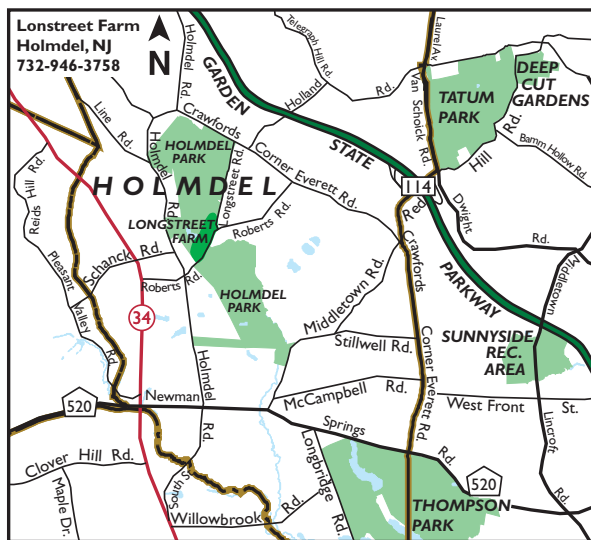 Lonstreet Farm
Holmdel, NJ
732-946-3758
N
Holmdel
Rd.
GARDEN
STATE
PARKWAY
Telegraph Hill Rd.
Holland
Rd.
Laurel Av.
Van Schoick Rd.
DEEP
CUT
GARDENS
TATUM
PARK
Red
Hill
Rd.
Bamm Hollow Rd.
Line
Rd.
Crawfords
Corner Everett Rd.
HOLMDEL
PARK
Holmdel
Rd.
Longstreet Rd.
HOLMDEL
LONGSTREET
FARM
Roberts Rd.
114
Dwight
Rd.
Middletown
Reids Hill Rd.
Schanck Rd.
Pleasant
Valley
Rd.
Roberts Rd.
34
HOLMDEL
PARK
Middletown Rd.
Crawfords
Corner Everett Rd.
Stillwell Rd.
SUNNYSIDE
REC.
AREA
Holmdel
Rd.
520
Newman
McCampbell Rd.
West Front St.
Springs
Rd.
Lincroft
Rd.
Clover Hill Rd.
Maple Dr.
South St.
Willowbrook Rd.
Longbridge
Rd.
520
THOMPSON
PARK